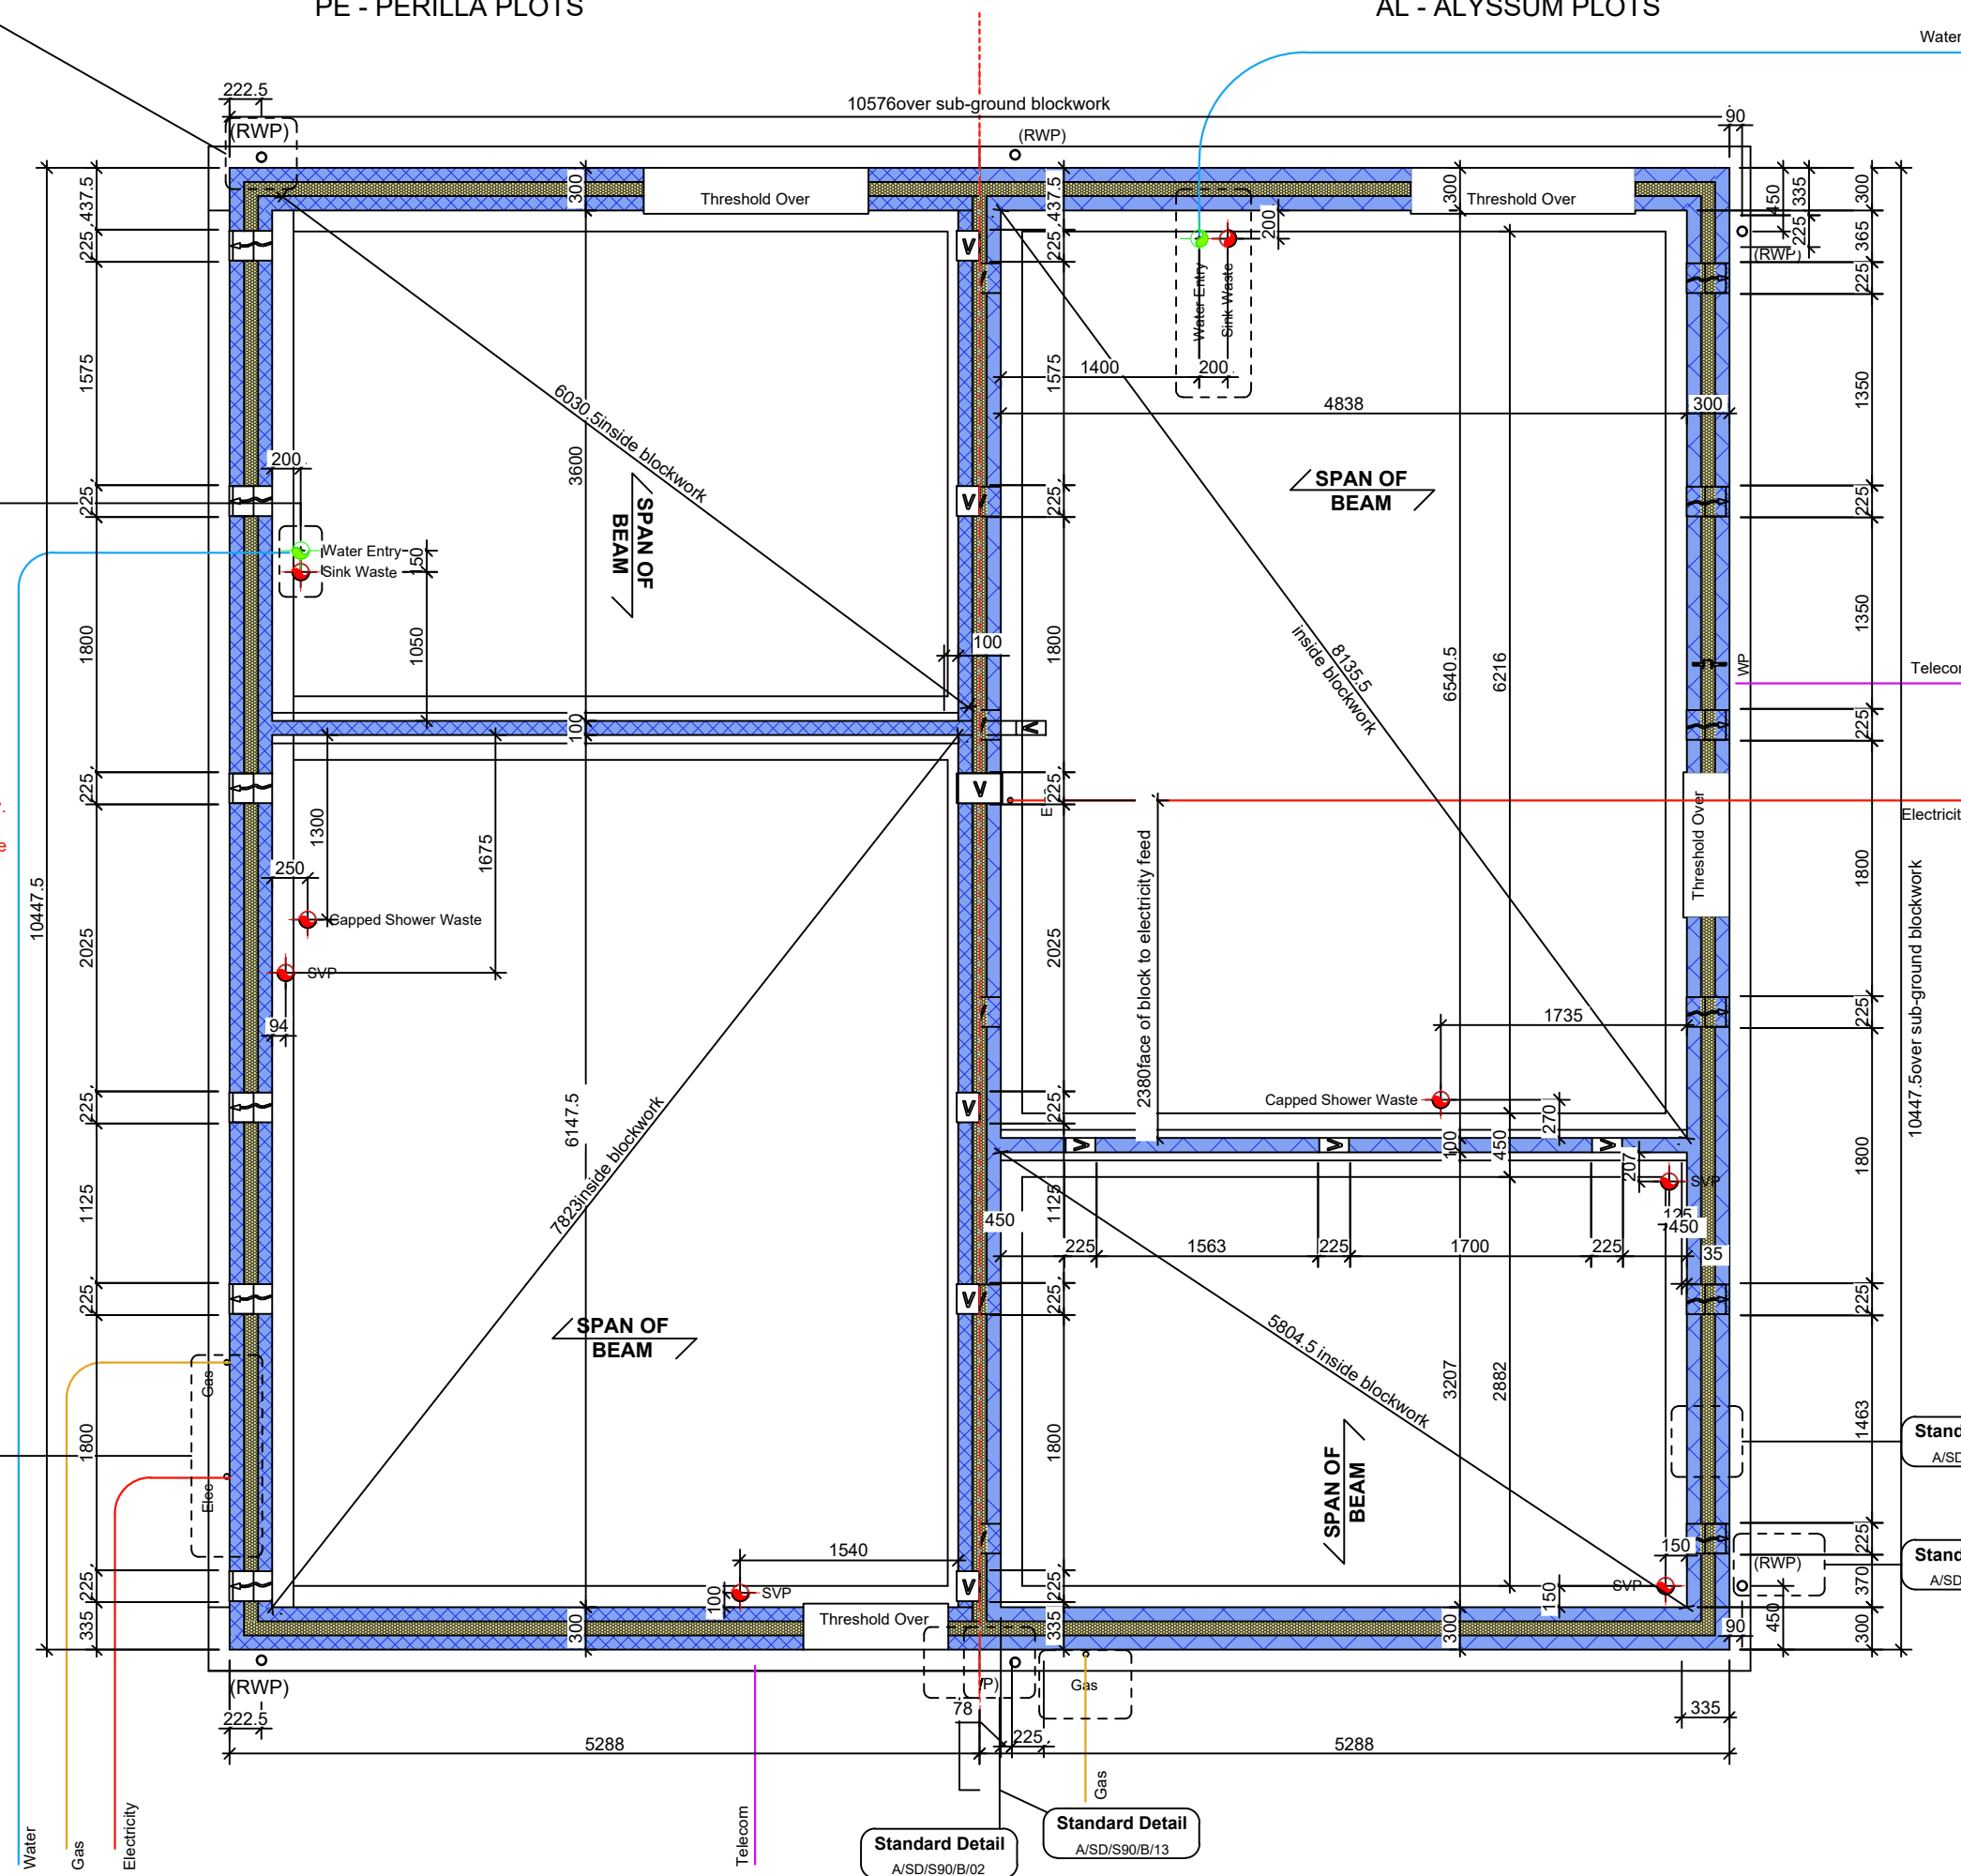 PE - PERILLA PLOTS
AL - ALYSSUM PLOTS
Water
222.5
10576over sub-ground blockwork
90
(RWP)
(RWP)
437.5
300
Threshold Over
437.5
300
Threshold Over
450
335
300
225
225
200
225
365
(RWP)
225
Water Entry
Sink Waste
1575
1575
1400
200
1350
6030.5inside blockwork
4838
300
3600
200
SPAN OF
BEAM
SPAN OF
BEAM
225
225
225
Water Entry
150
Sink Waste
1050
1800
100
1800
8135.5
inside blockwork
6540.5
6216
1350
WP
Telecom
100
225
225
225
E
Electricit
1300
1675
Threshold Over
1800
250
Capped Shower Waste
10447.5
2025
2025
2380face of block to electricity feed
10447.5over sub-ground blockwork
SVP
94
1735
225
225
225
Capped Shower Waste
270
6147.5
7823inside blockwork
100
450
207
SVP
1800
1125
1125
450
125
450
225
1563
225
1700
225
35
225
225
225
SPAN OF
BEAM
5804.5 inside blockwork
3207
2882
Gas
1800
1800
SPAN OF
BEAM
1463
Stand
A/SD
Elec
1540
150
225
(RWP)
Stand
A/SD
225
100
SVP
225
150
SVP
370
335
300
Threshold Over
335
300
450
90
300
(RWP)
P)
Gas
222.5
78
225
335
5288
5288
Gas
Water
Gas
Electricity
Telecom
Standard Detail
A/SD/S90/B/13
Standard Detail
A/SD/S90/B/02